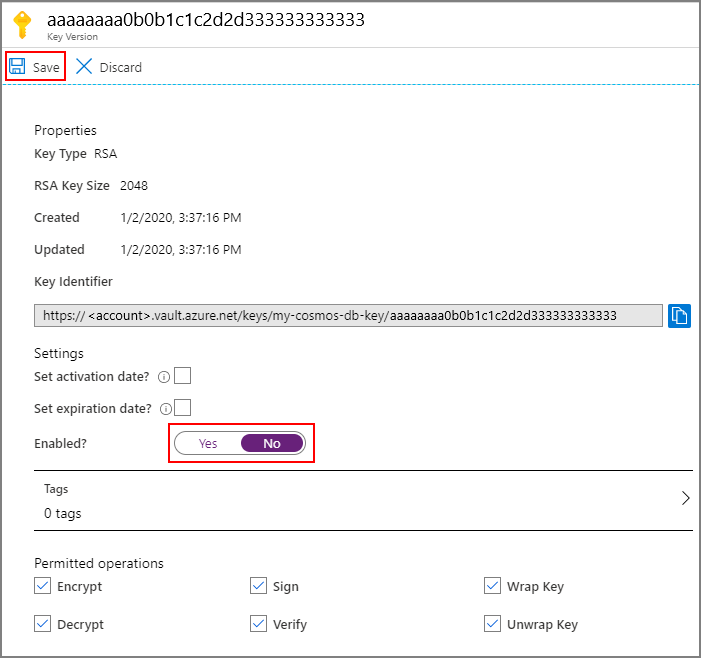 aaaaaaaa0b0b1c1c2d2d333333333333
Key Version
Save Discard
Properties
Key Type RSA
RSA Key Size 2048
Created 1/2/2020, 3:37:16 PM
Updated 1/2/2020, 3:37:16 PM
Key Identifier
https:// <account>.vault.azure.net/keys/my-cosmos-db-key/aaaaaaaa0b0b1c1c2d2d333333333333
Settings
Set activation date?
Set expiration date?
Enabled? Yes No
Tags
0 tags
Permitted operations
Encrypt Sign Wrap Key
Decrypt Verify Unwrap Key